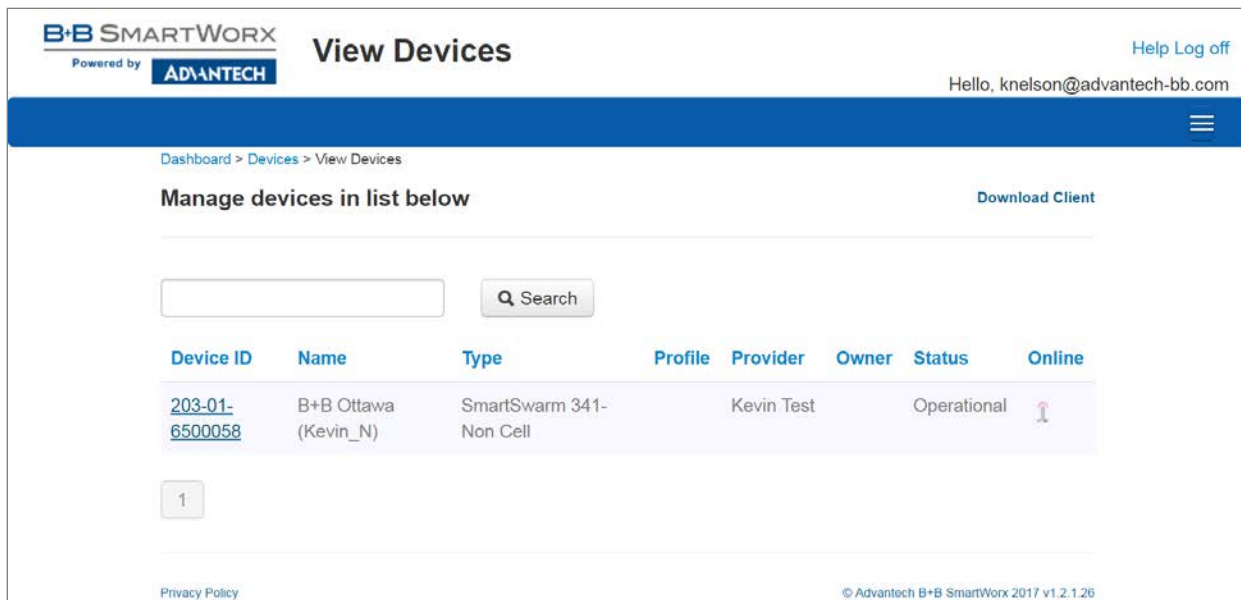 B+B SMARTWORX
Powered by ADVANTECH
View Devices
Help Log off
Hello, knelson@advantech-bb.com
Dashboard > Devices > View Devices
Manage devices in list below
Download Client
Search
Device ID Name Type Profile Provider Owner Status Online
203-01- B+B Ottawa SmartSwarm 341- Kevin Test Operational
6500058 (Kevin_N) Non Cell
1
Privacy Policy
© Advantech B+B SmartWorx 2017 v1.2.1.26